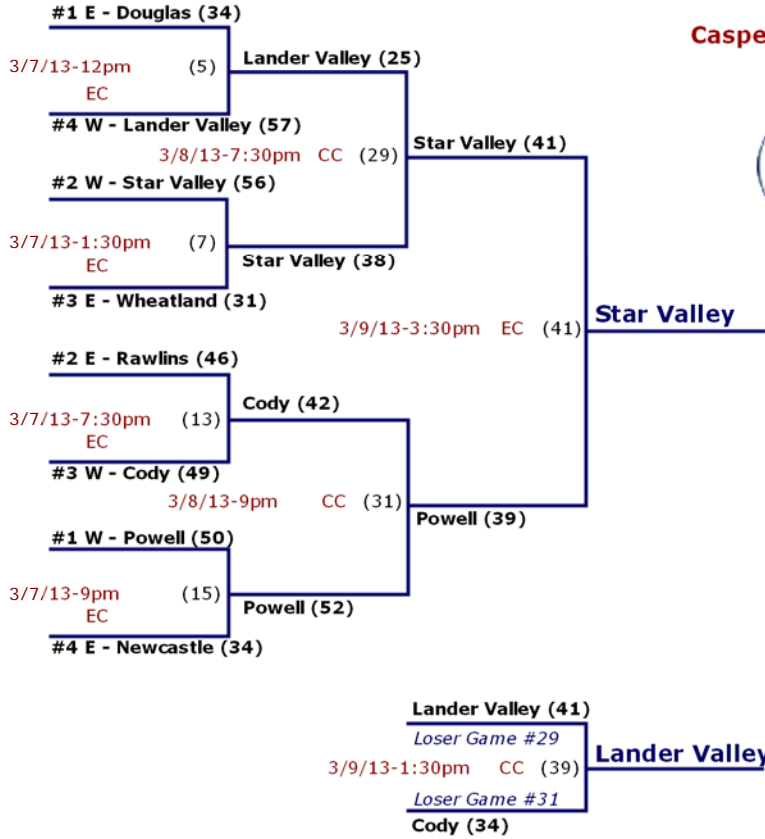 #1 E - Douglas (34)
Caspe
Lander Valley (25)
3/7/13-12pm (5)
EC
#4 W - Lander Valley (57)
Star Valley (41)
3/8/13-7:30pm CC (29)
#2 W - Star Valley (56)
3/7/13-1:30pm (7)
EC
Star Valley (38)
#3 E - Wheatland (31)
Star Valley
3/9/13-3:30pm EC (41)
#2 E - Rawlins (46)
Cody (42)
3/7/13-7:30pm (13)
EC
#3 W - Cody (49)
3/8/13-9pm CC (31)
Powell (39)
#1 W - Powell (50)
3/7/13-9pm (15)
EC
Powell (52)
#4 E - Newcastle (34)
Lander Valley (41)
Loser Game #29
Lander Valley
3/9/13-1:30pm CC (39)
Loser Game #31
Cody (34)